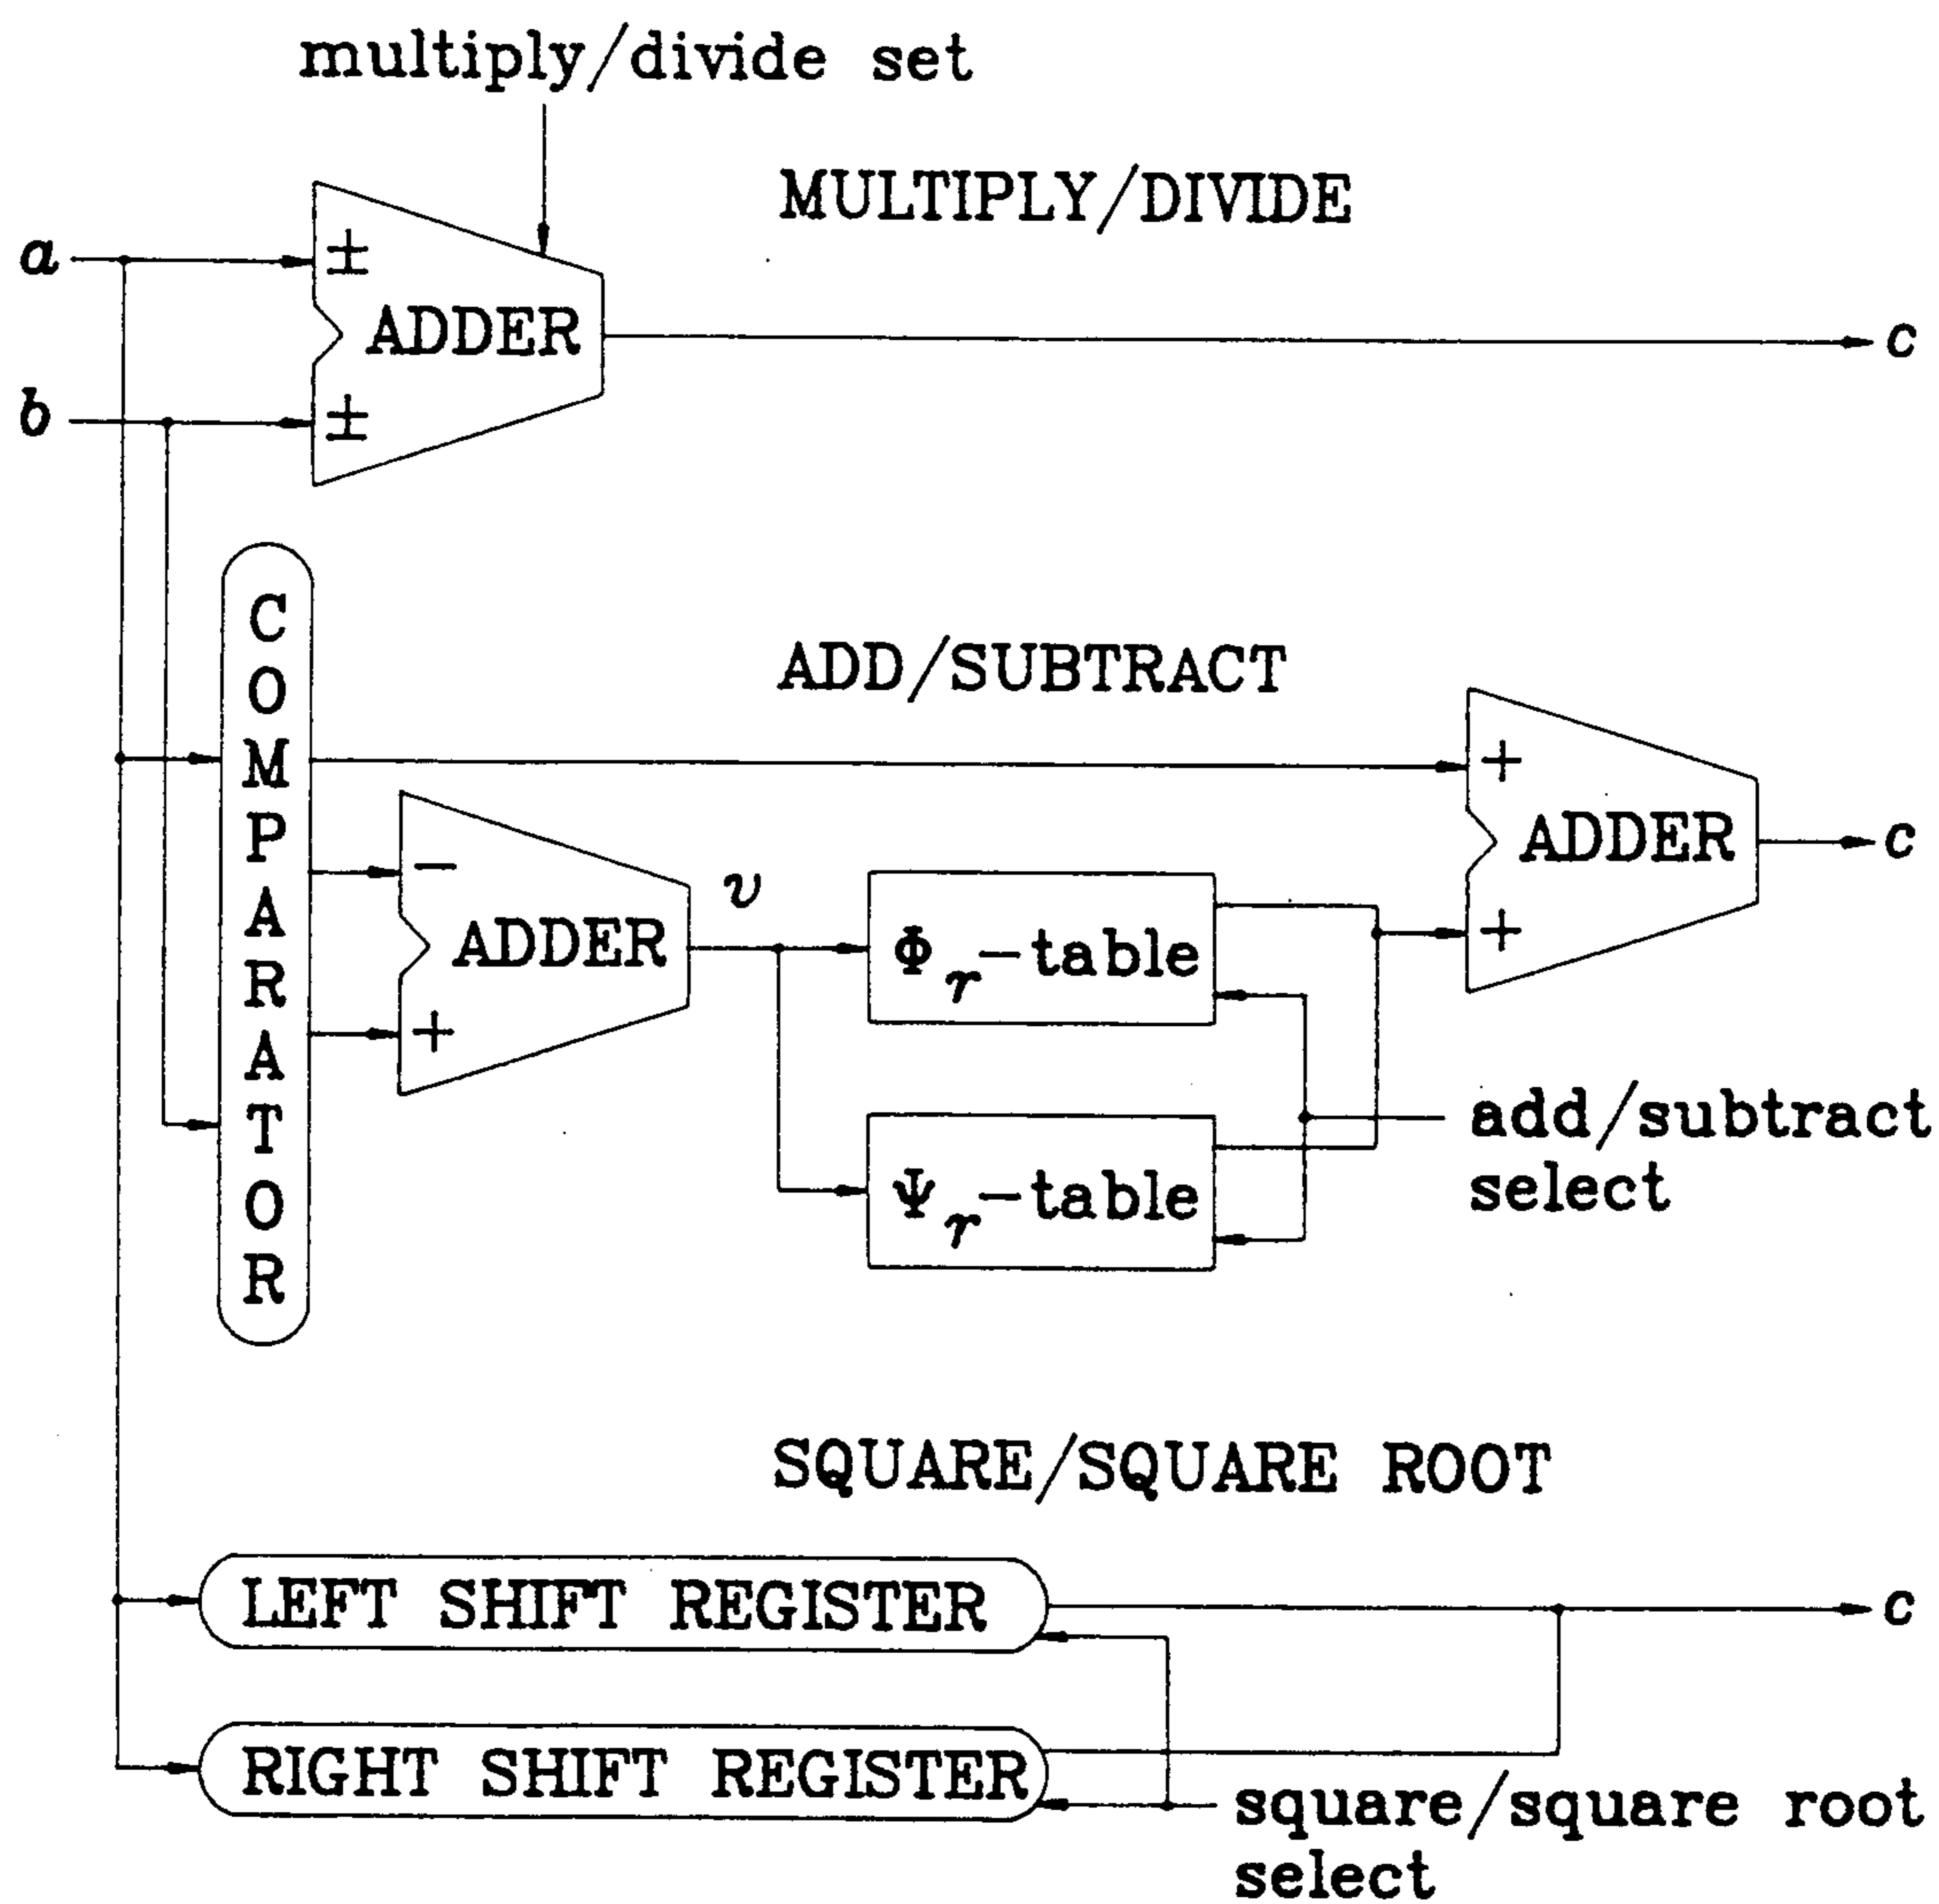 multiply/divide set
MULTIPLY/DIVIDE
a
±
ADDER
c
b
±
COMPARATOR
ADD/SUBTRACT
+
ADDER
c
+
−
v
ADDER
+
Φr−table
Ψr−table
add/subtract
select
SQUARE/SQUARE ROOT
LEFT SHIFT REGISTER
c
RIGHT SHIFT REGISTER
square/square root
select